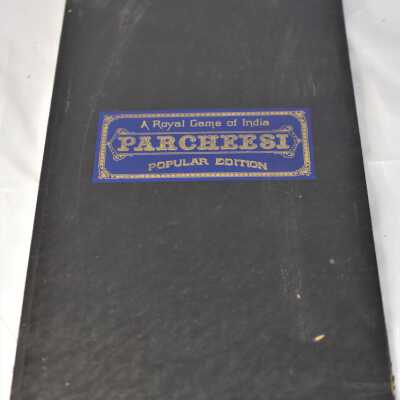 A Royal Game of India
PARCHEESI
POPULAR EDITION